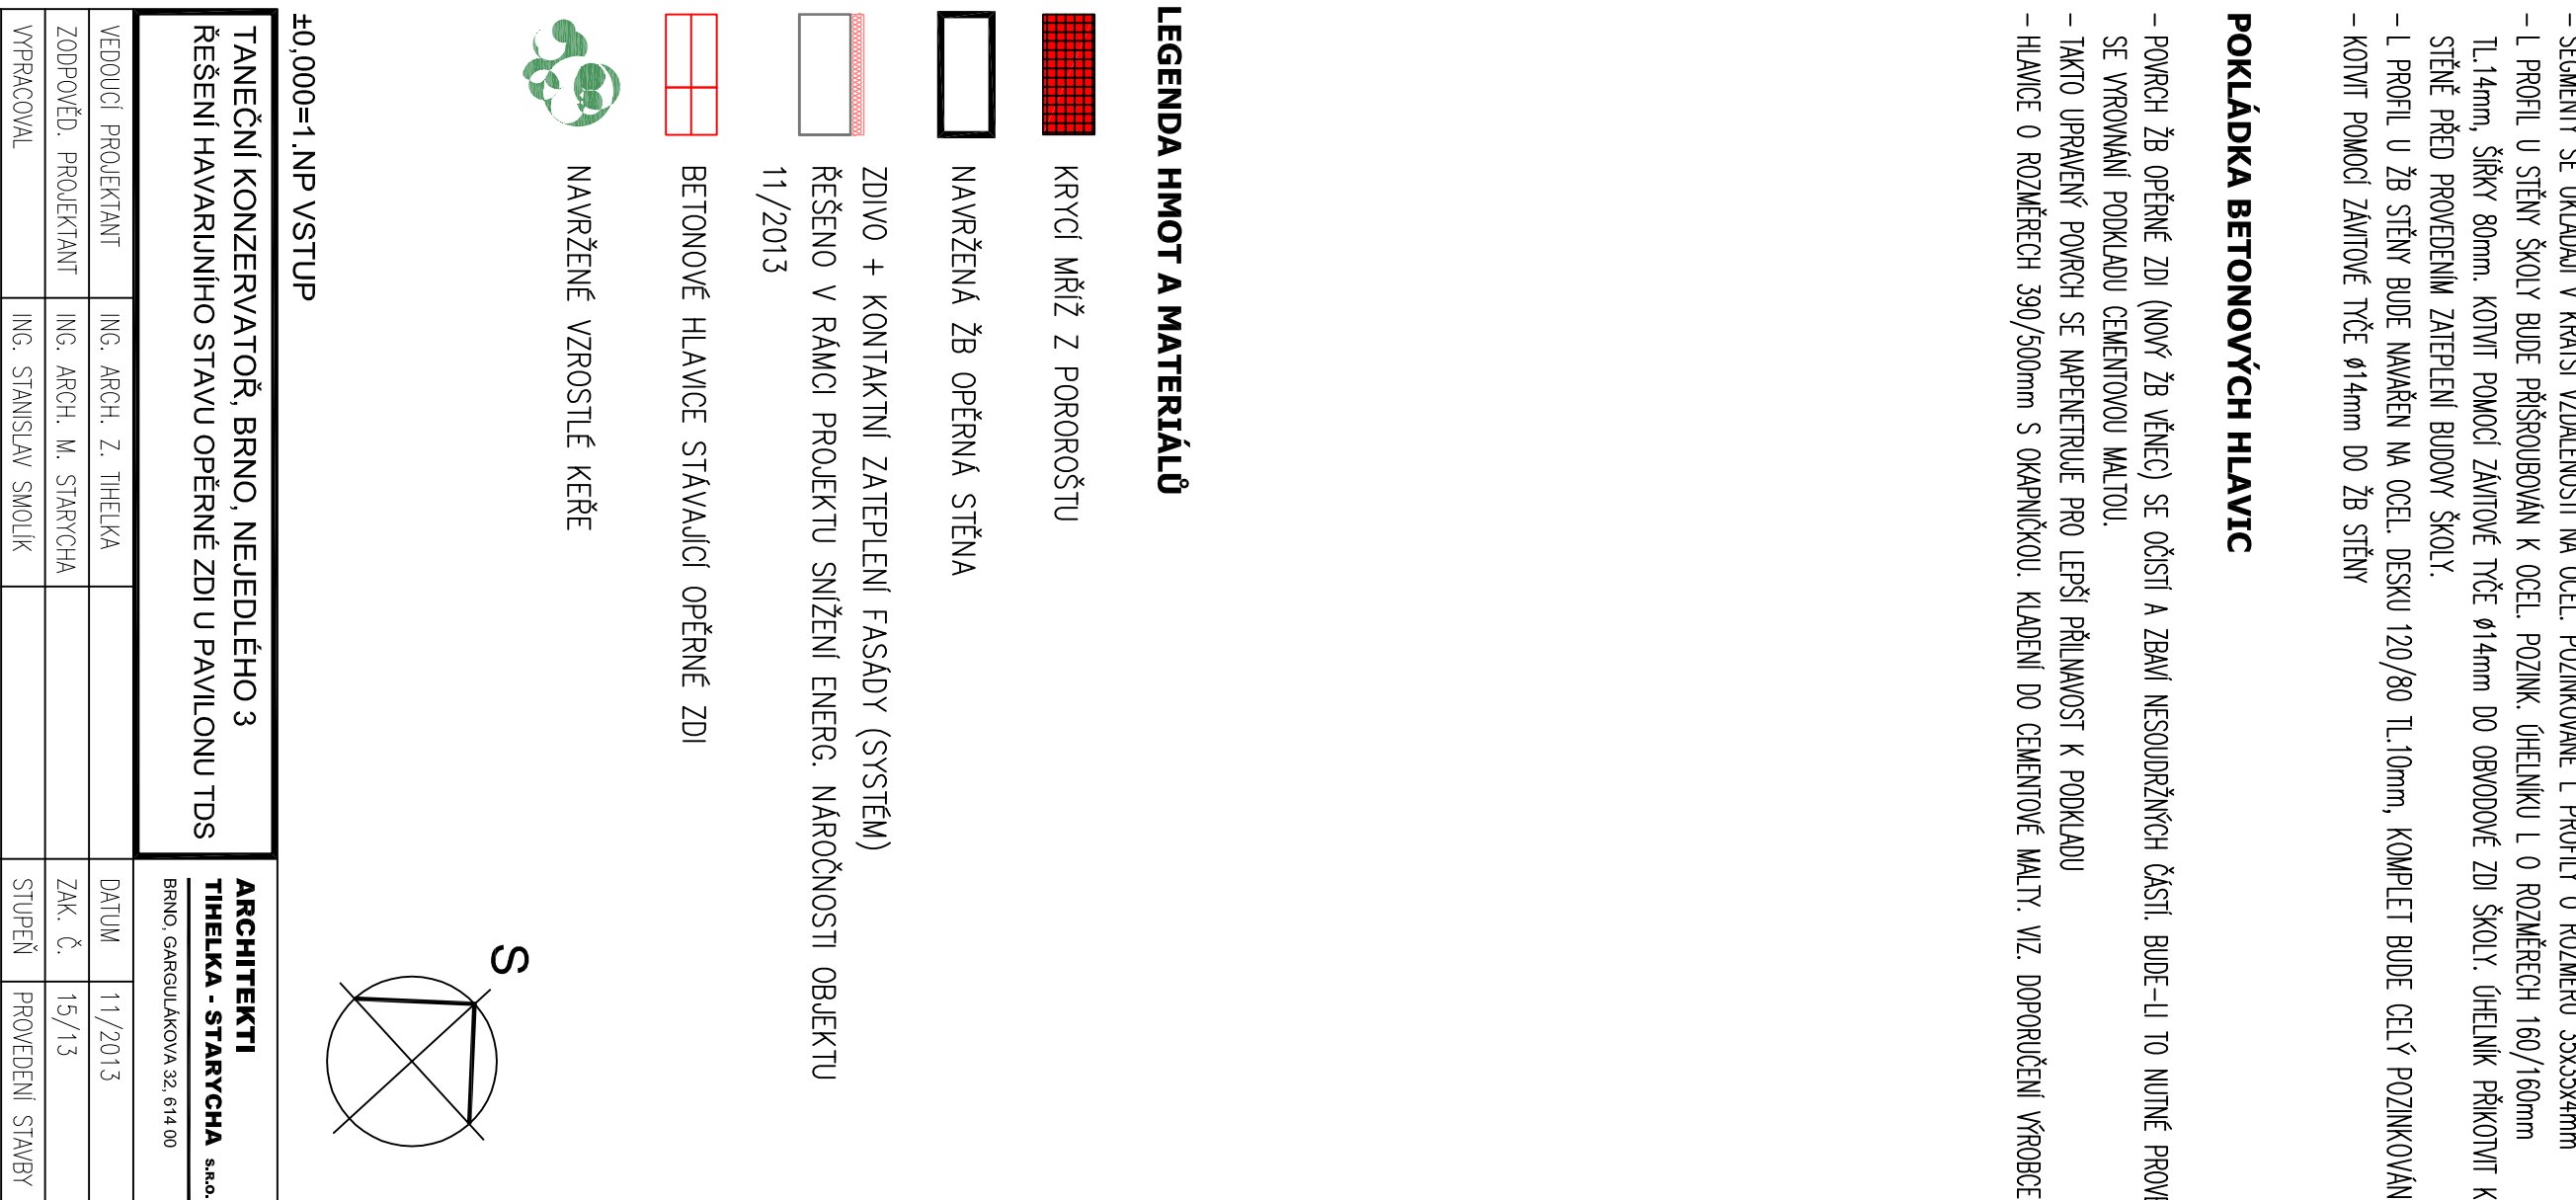 - SEGMENTY SE UKLÁDAJÍ V KRATŠÍ VZDÁLENOSTI NA OCEL. POZINKOVANÉ L PROFILY O ROZMĚRU 35x35x4mm
- L PROFIL U STĚNY ŠKOLY BUDE PŘIŠROUBOVÁN K OCEL. POZINK. ÚHELNÍKU L O ROZMĚRECH 160/160mm
TL.14mm, ŠÍŘKY 80mm. KOTVIT POMOCÍ ZÁVITOVÉ TYČE ø14mm DO OBVODOVÉ ZDI ŠKOLY. ÚHELNÍK PŘIKOTVIT K
STĚNĚ PŘED PROVEDENÍM ZATEPLENÍ BUDOVY ŠKOLY.
- L PROFIL U ŽB STĚNY BUDE NAVAŘEN NA OCEL. DESKU 120/80 TL.10mm, KOMPLET BUDE CELÝ POZINKOVÁN
- KOTVIT POMOCÍ ZÁVITOVÉ TYČE ø14mm DO ŽB STĚNY
POKLÁDKA BETONOVÝCH HLAVIC
- POVRCH ŽB OPĚRNÉ ZDI (NOVÝ ŽB VĚNEC) SE OČISTÍ A ZBAVÍ NESOUDRŽNÝCH ČÁSTÍ. BUDE-LI TO NUTNÉ PROVE
SE VYROVNÁNÍ PODKLADU CEMENTOVOU MALTOU.
- TAKTO UPRAVENÝ POVRCH SE NAPENETRUJE PRO LEPŠÍ PŘILNAVOST K PODKLADU
- HLAVICE O ROZMĚRECH 390/500mm S OKAPNIČKOU. KLADENÍ DO CEMENTOVÉ MALTY. VIZ. DOPORUČENÍ VÝROBCE
LEGENDA HMOT A MATERIÁLŮ
KRYCÍ MŘÍŽ Z POROROŠTU
NAVRŽENÁ ŽB OPĚRNÁ STĚNA
ZDIVO + KONTAKTNÍ ZATEPLENÍ FASÁDY (SYSTÉM)
ŘEŠENO V RÁMCI PROJEKTU SNÍŽENÍ ENERG. NÁROČNOSTI OBJEKTU
11/2013
BETONOVÉ HLAVICE STÁVAJÍCÍ OPĚRNÉ ZDI
NAVRŽENÉ VZROSTLÉ KEŘE
S
±0,000=1.NP VSTUP
TANEČNÍ KONZERVATOŘ, BRNO, NEJEDLÉHO 3
ŘEŠENÍ HAVARIJNÍHO STAVU OPĚRNÉ ZDI U PAVILONU TDS
ARCHITEKTI
TIHELKA - STARYCHA S.R.O.
BRNO, GARGULÁKOVA 32, 614 00
VEDOUCÍ PROJEKTANT ING. ARCH. Z. TIHELKA DATUM 11/2013
ZODPOVĚD. PROJEKTANT ING. ARCH. M. STARYCHA ZAK. Č. 15/13
VYPRACOVAL ING. STANISLAV SMOLÍK STUPEŇ PROVEDENÍ STAVBY